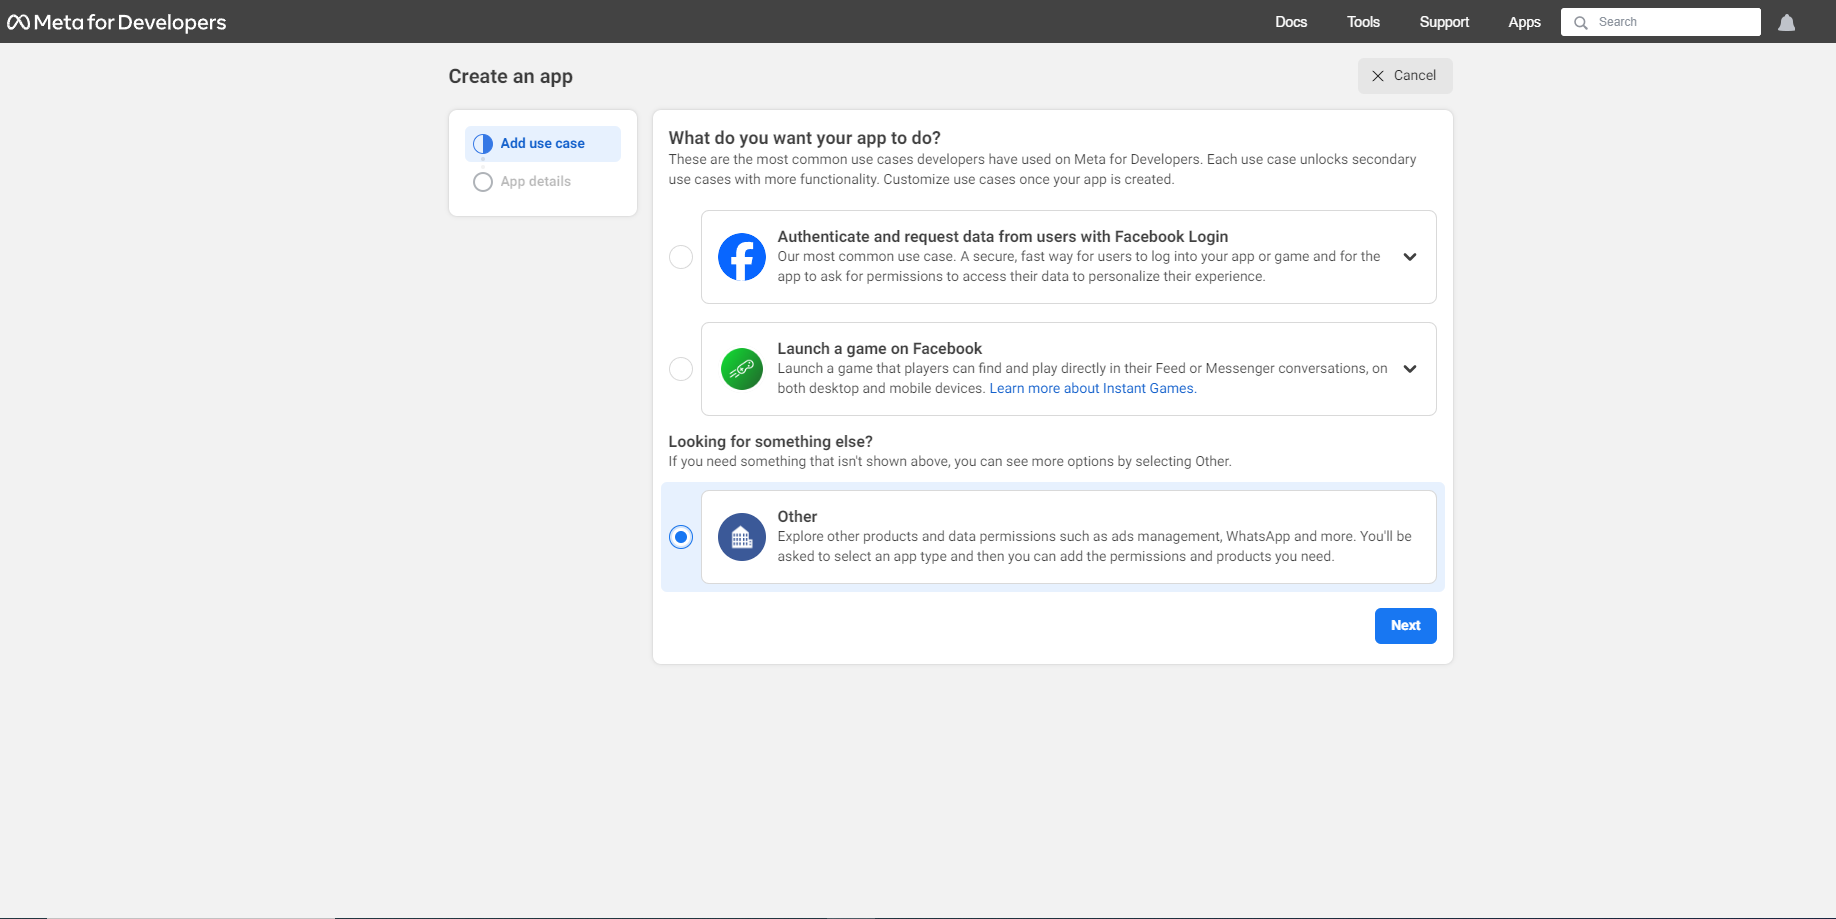 Meta for Developers
Docs
Tools
Support
Apps
Search
Create an app
Cancel
Add use case
App details
What do you want your app to do?
These are the most common use cases developers have used on Meta for Developers. Each use case unlocks secondary
use cases with more functionality. Customize use cases once your app is created.
Authenticate and request data from users with Facebook Login
Our most common use case. A secure, fast way for users to log into your app or game and for the
app to ask for permissions to access their data to personalize their experience.
Launch a game on Facebook
Launch a game that players can find and play directly in their Feed or Messenger conversations, on
both desktop and mobile devices. Learn more about Instant Games.
Looking for something else?
If you need something that isn't shown above, you can see more options by selecting Other.
Other
Explore other products and data permissions such as ads management, WhatsApp and more. You'll be
asked to select an app type and then you can add the permissions and products you need.
Next